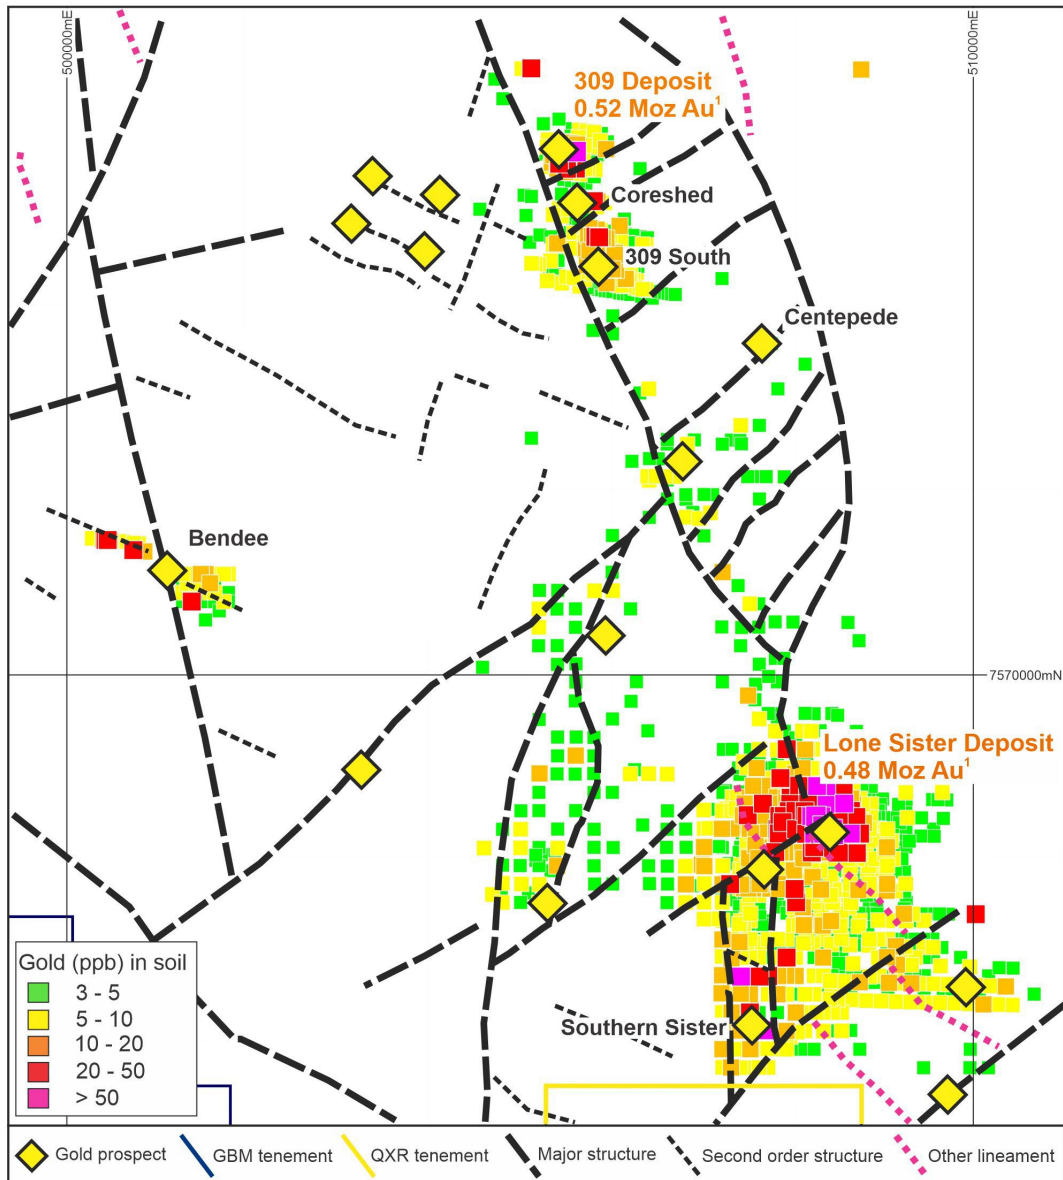 500000mE
510000mE
309 Deposit
0.52 Moz Au¹
Coreshed
309 South
Centepede
Bendee
7570000mN
Lone Sister Deposit
0.48 Moz Au¹
Southern Sister
Gold (ppb) in soil
3 - 5
5 - 10
10 - 20
20 - 50
> 50
Gold prospect
GBM tenement
QXR tenement
Major structure
Second order structure
Other lineament